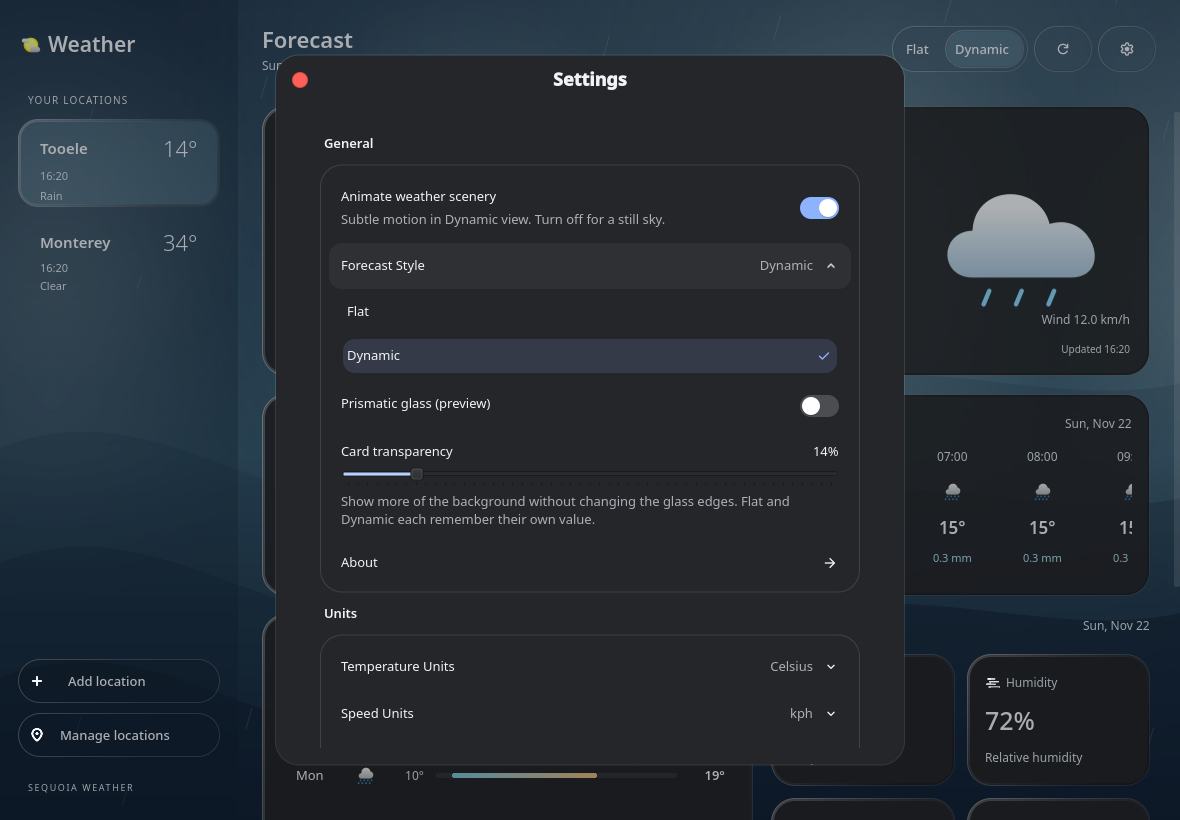 Weather
YOUR LOCATIONS
Tooele 14°
16:20
Rain
Monterey 34°
16:20
Clear
Add location
Manage locations
SEQUOIA WEATHER
Forecast
Flat Dynamic
Settings
General
Animate weather scenery
Subtle motion in Dynamic view. Turn off for a still sky.
Forecast Style Dynamic
Flat
Dynamic
Prismatic glass (preview)
Card transparency 14%
Show more of the background without changing the glass edges. Flat and
Dynamic each remember their own value.
About
Units
Temperature Units Celsius
Speed Units kph
Wind 12.0 km/h
Updated 16:20
Sun, Nov 22
07:00 08:00 09:
15° 15°
0.3 mm 0.3 mm 0.3
Sun, Nov 22
Humidity
72%
Relative humidity
Mon 10° 19°